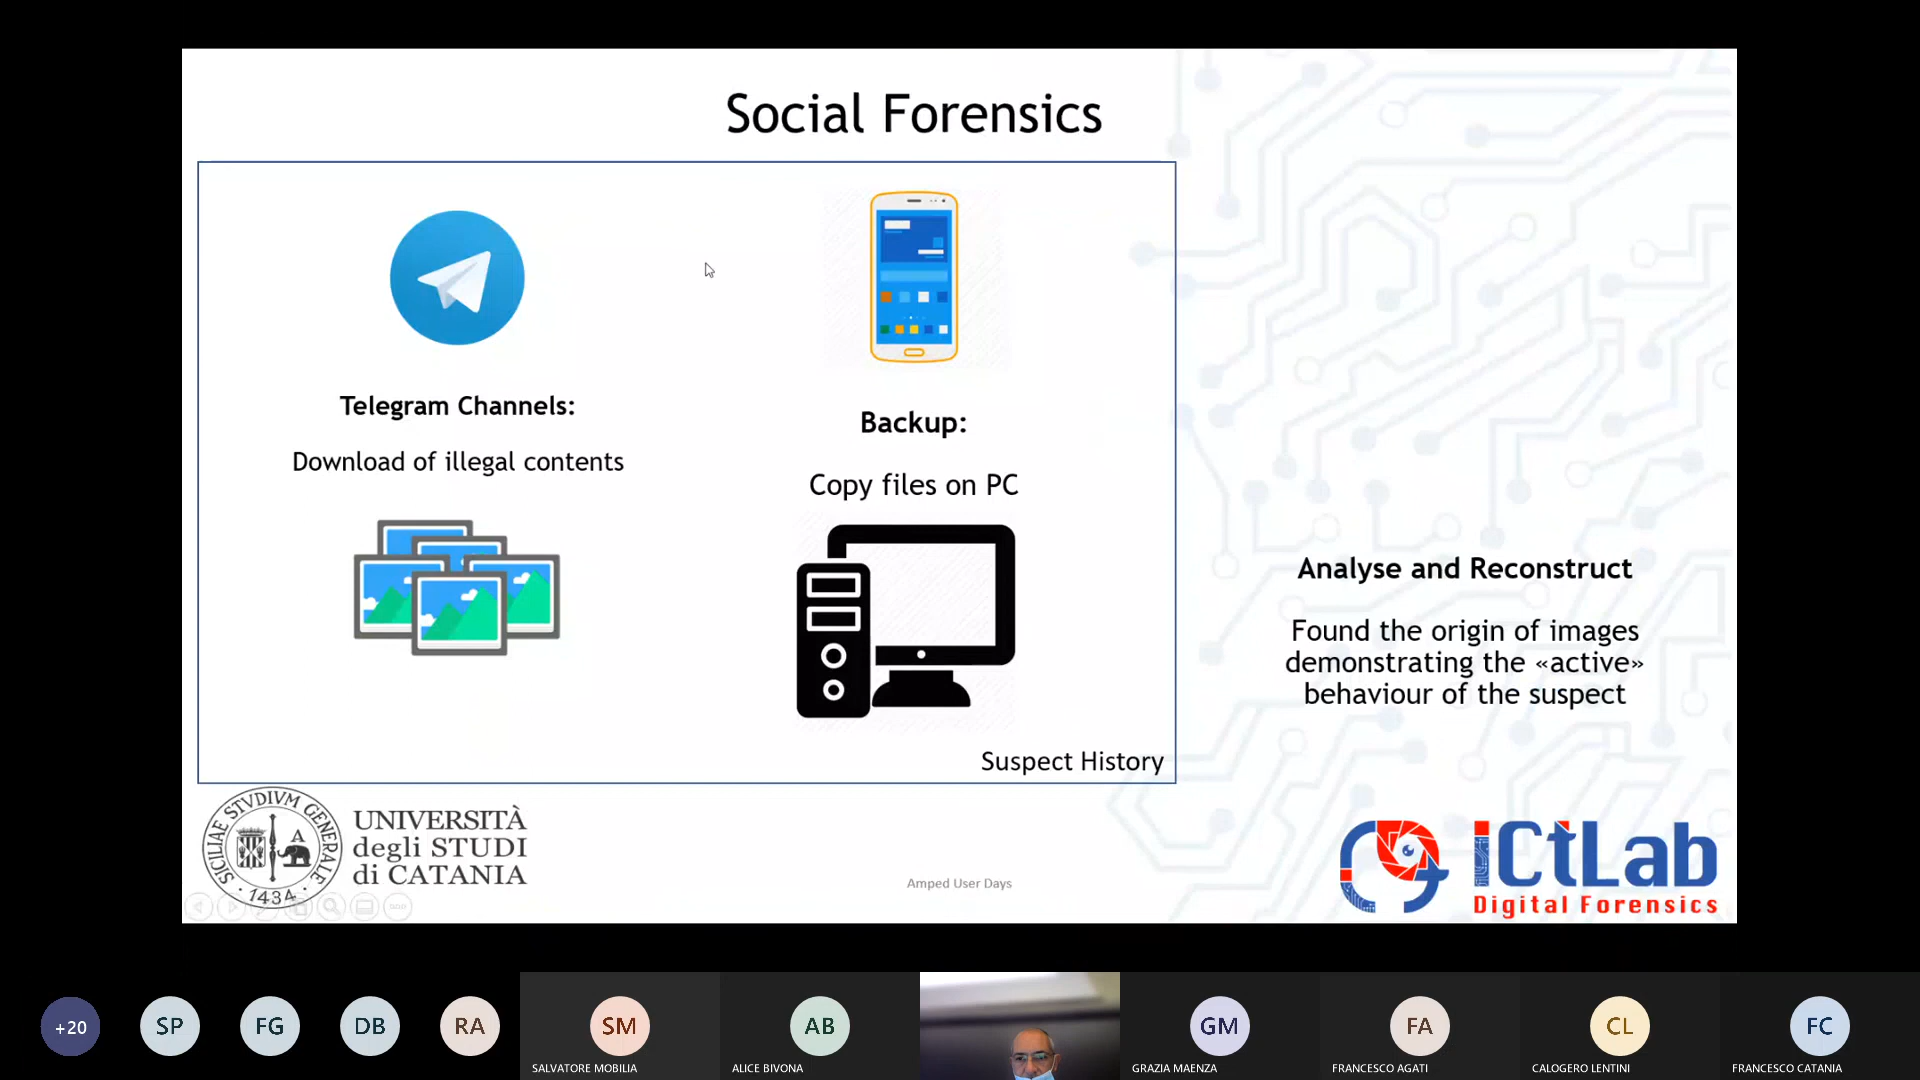 Social Forensics
Telegram Channels:
Download of illegal contents
Backup:
Copy files on PC
Suspect History
Analyse and Reconstruct
Found the origin of images
demonstrating the «active»
behaviour of the suspect
SICILIAE STVDIVM GENERALE
· 1434 ·
A
UNIVERSITÀ
degli STUDI
di CATANIA
Amped User Days
iCtLab
Digital Forensics
+20
SP
FG
DB
RA
SM
SALVATORE MOBILIA
AB
ALICE BIVONA
GM
GRAZIA MAENZA
FA
FRANCESCO AGATI
CL
CALOGERO LENTINI
FC
FRANCESCO CATANIA